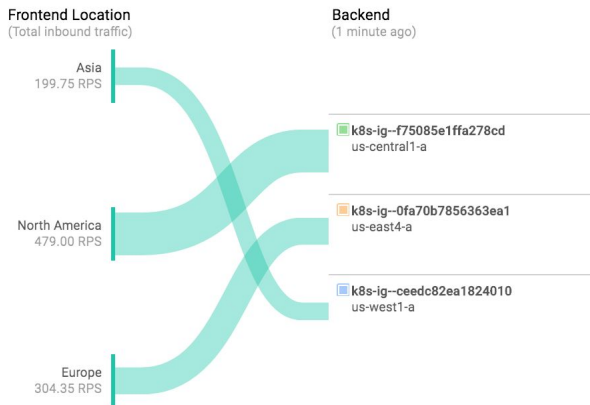 Frontend Location
(Total inbound traffic)
Backend
(1 minute ago)
Asia
199.75 RPS
k8s-ig--f75085e1ffa278cd
us-central1-a
k8s-ig--0fa70b7856363ea1
us-east4-a
North America
479.00 RPS
k8s-ig--ceedc82ea1824010
us-west1-a
Europe
304.35 RPS